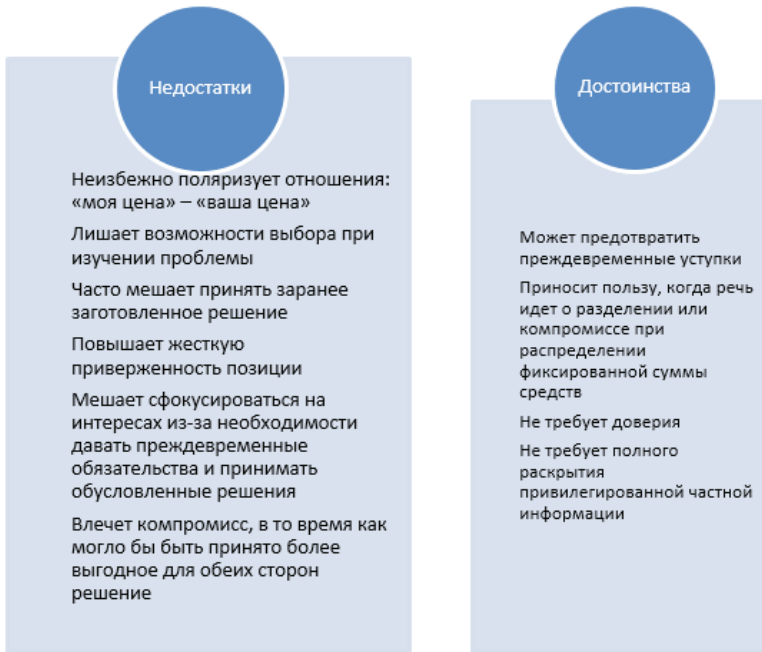 Недостатки
Неизбежно поляризует отношения:
«моя цена» – «ваша цена»
Лишает возможности выбора при
изучении проблемы
Часто мешает принять заранее
заготовленное решение
Повышает жесткую
приверженность позиции
Мешает сфокусироваться на
интересах из-за необходимости
давать преждевременные
обязательства и принимать
обусловленные решения
Влечет компромисс, в то время как
могло бы быть принято более
выгодное для обеих сторон
решение
Достоинства
Может предотвратить
преждевременные уступки
Приносит пользу, когда речь
идет о разделении или
компромиссе при
распределении
фиксированной суммы
средств
Не требует доверия
Не требует полного
раскрытия
привилегированной частной
информации